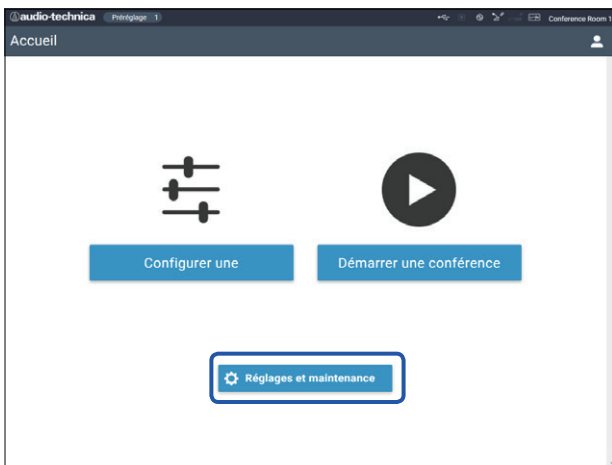 audio-technica Préréglage 1 Conference Room 1
Accueil
Configurer une Démarrer une conférence
Réglages et maintenance